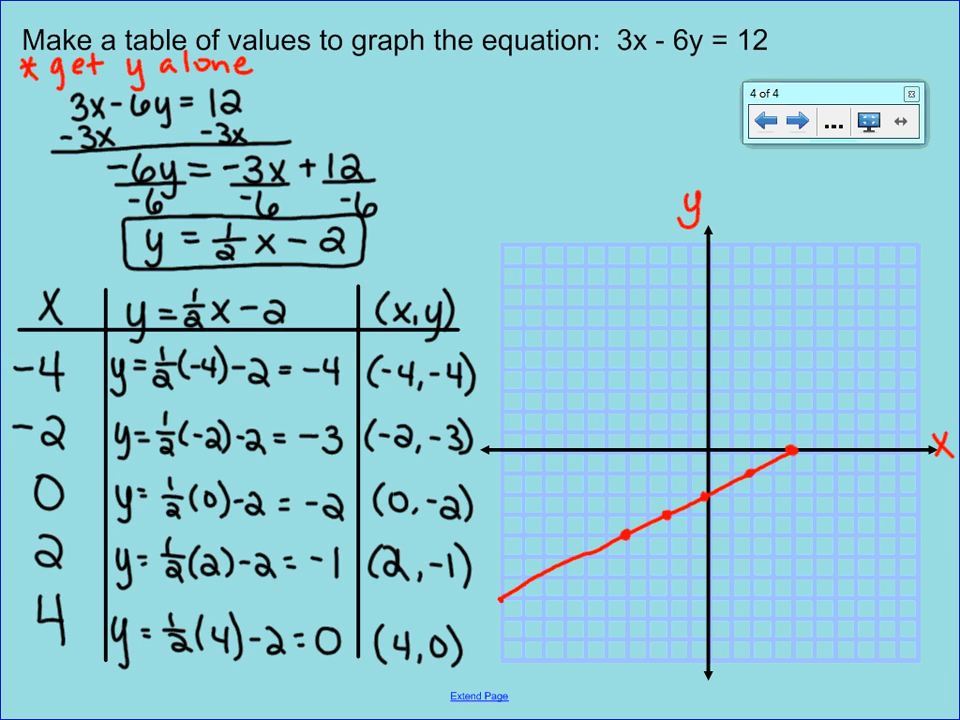 Make a table of values to graph the equation: 3x - 6y = 12
* get y alone
4 of 4
3x - 6y = 12
-3x -3x
-6y = -3x + 12
-6 -6 -6
y = 1/2 x - 2
...
y
x y = 1/2 x - 2 (x,y)
-4 y = 1/2(-4) - 2 = -4 (-4,-4)
-2 y = 1/2(-2) - 2 = -3 (-2,-3)
x
0 y = 1/2(0) - 2 = -2 (0,-2)
2 y = 1/2(2) - 2 = -1 (2,-1)
4 y = 1/2(4) - 2 = 0 (4,0)
Extend Page